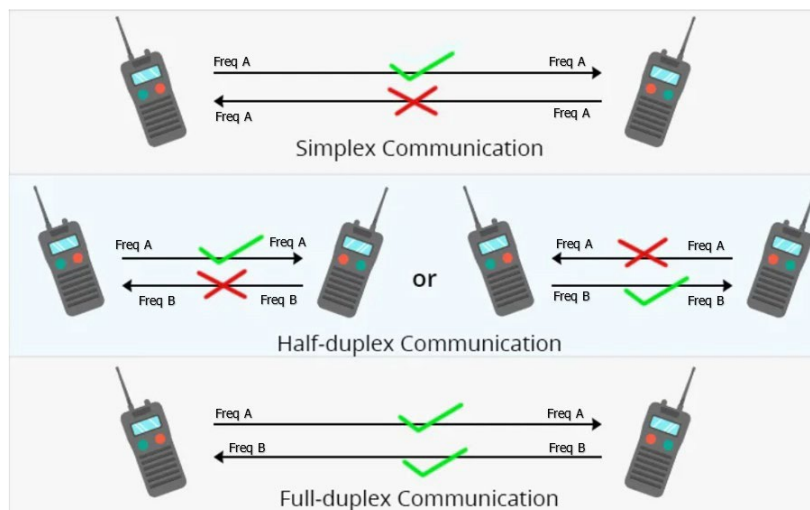 Freq A Freq A
Freq A Freq A
Simplex Communication
Freq A Freq A Freq A Freq A
or
Freq B Freq B Freq B Freq B
Half-duplex Communication
Freq A Freq A
Freq B Freq B
Full-duplex Communication